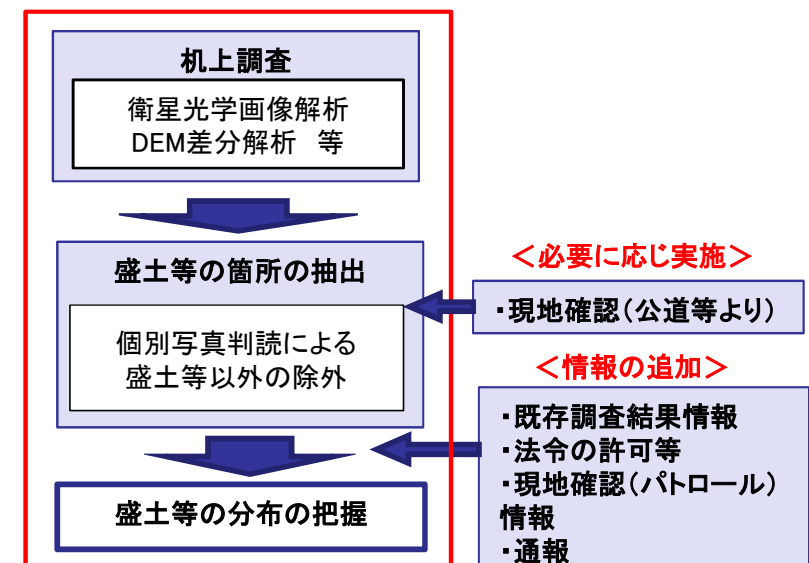 机上調査
衛星光学画像解析
DEM差分解析　等
盛土等の箇所の抽出
個別写真判読による
盛土等以外の除外
盛土等の分布の把握
＜必要に応じ実施＞
・現地確認（公道等より）
＜情報の追加＞
・既存調査結果情報
・法令の許可等
・現地確認（パトロール）
情報
・通報